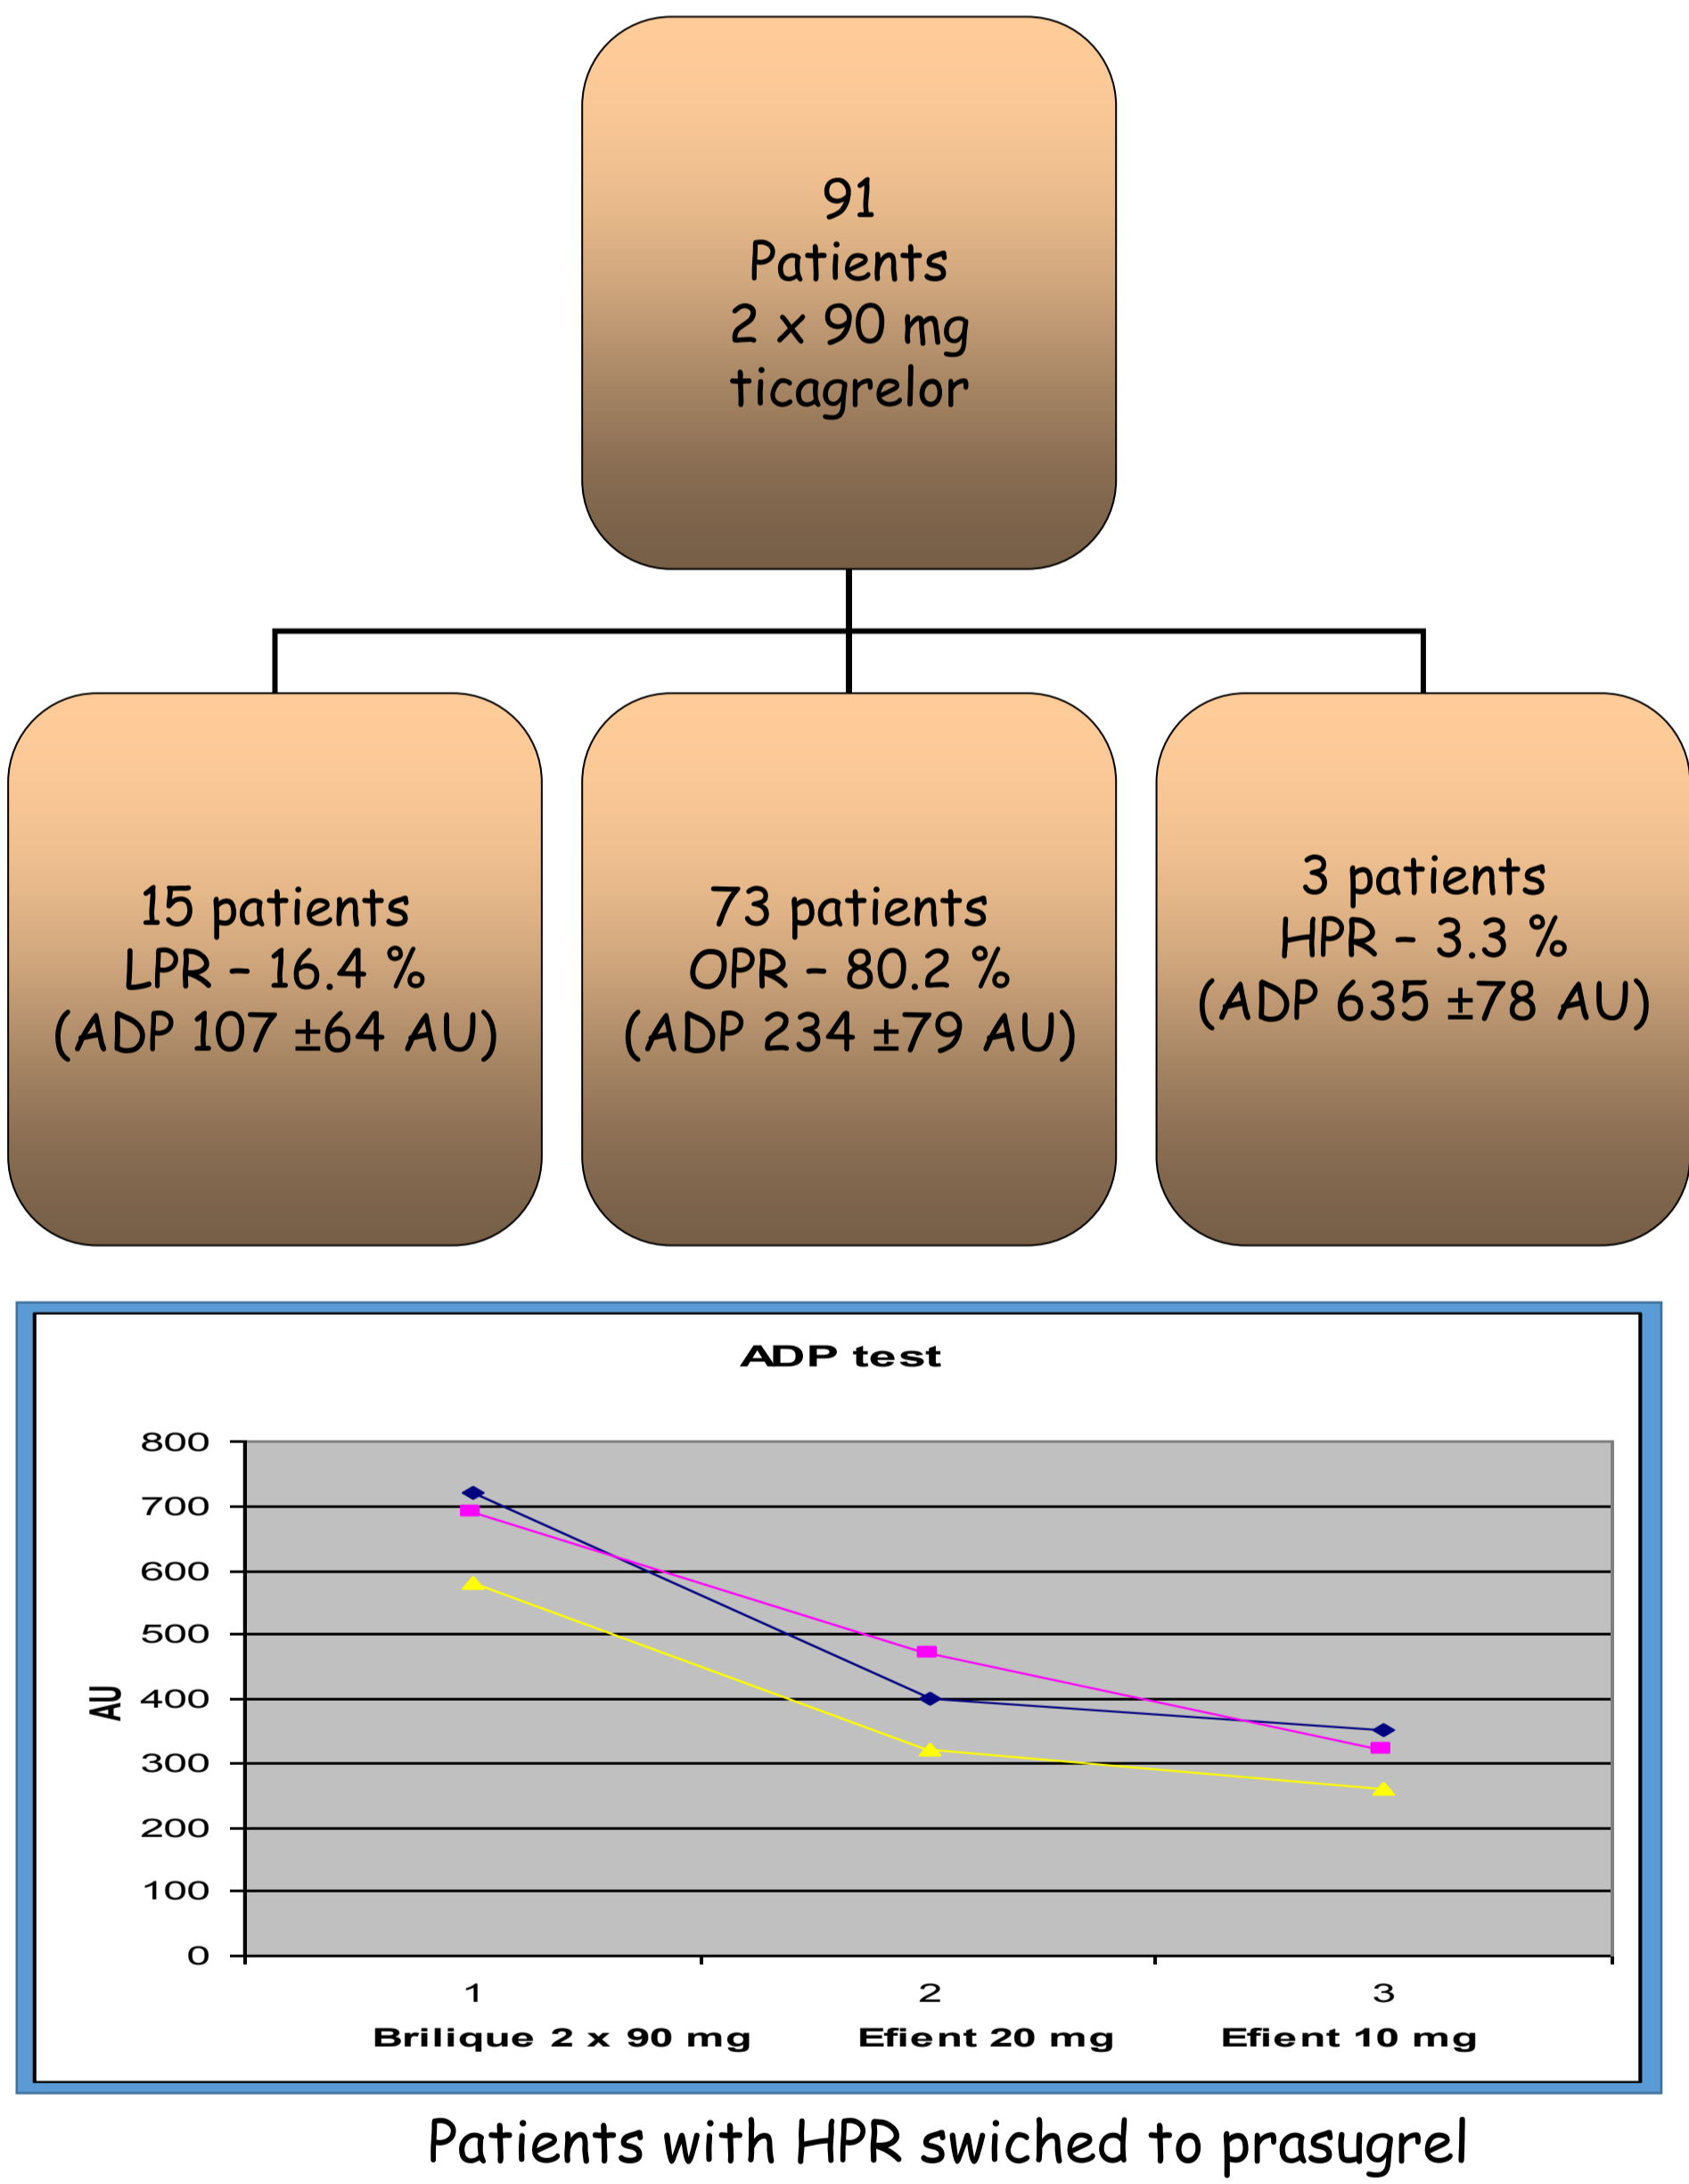 91
Patients
2 x 90 mg
ticagrelor
15 patients
LPR - 16.4 %
(ADP 107 ±64 AU)
73 patients
OPR - 80.2 %
(ADP 234 ±79 AU)
3 patients
HPR - 3.3 %
(ADP 635 ±78 AU)
ADP test
AU
800
700
600
500
400
300
200
100
0
1 2 3
Brilique 2 x 90 mg Efient 20 mg Efient 10 mg
Patients with HPR swiched to prasugrel